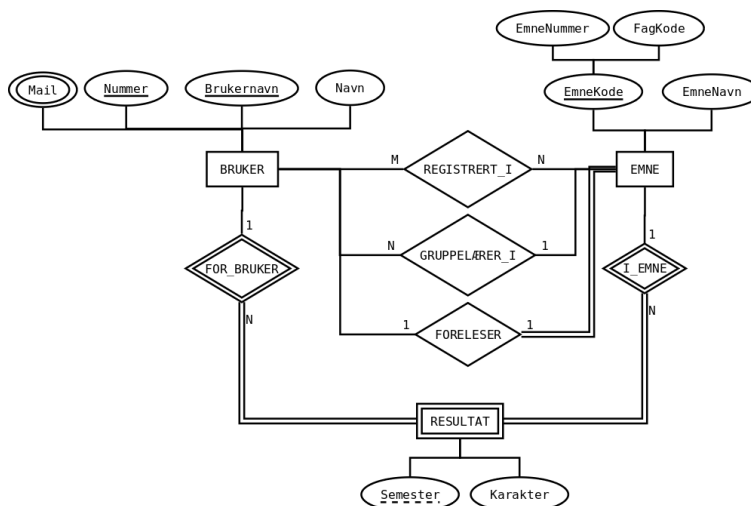 EmneNummer FagKode
Mail Nummer Brukernavn Navn EmneKode EmneNavn
BRUKER M REGISTRERT_I N EMNE
1 N GRUPPELÆRER_I 1 1
FOR_BRUKER I_EMNE
N 1 FORELESER 1 N
RESULTAT
Semester Karakter